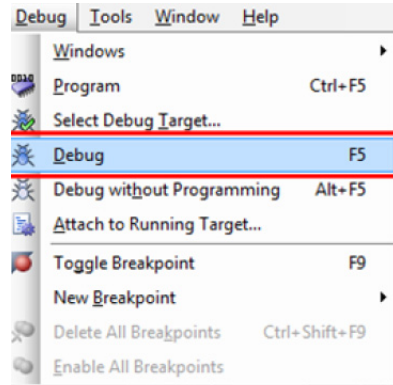 Debug Tools Window Help
Windows
Program Ctrl+F5
Select Debug Target...
Debug F5
Debug without Programming Alt+F5
Attach to Running Target...
Toggle Breakpoint F9
New Breakpoint
Delete All Breakpoints Ctrl+Shift+F9
Enable All Breakpoints